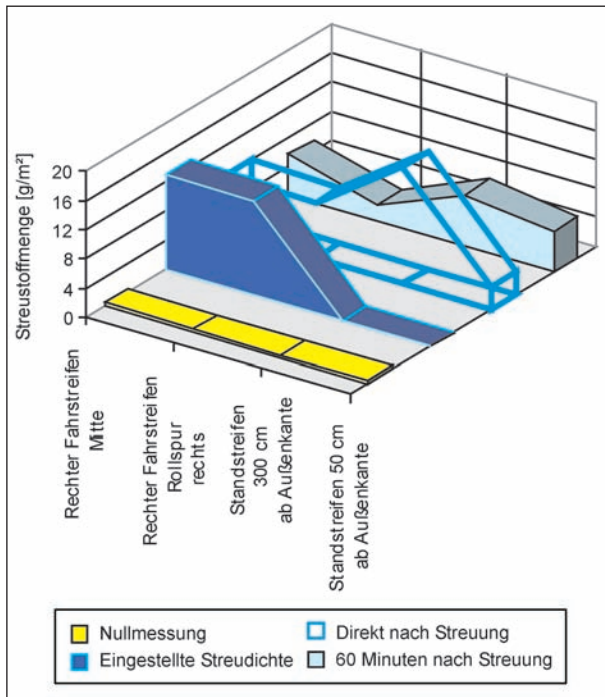 Streustoffmenge [g/m²]
20
16
12
8
4
0
Rechter Fahrstreifen
Mitte
Rechter Fahrstreifen
Rollspur
rechts
Standstreifen
300 cm
ab Außenkante
Standstreifen 50 cm
ab Außenkante
Nullmessung
Direkt nach Streuung
Eingestellte Streudichte
60 Minuten nach Streuung